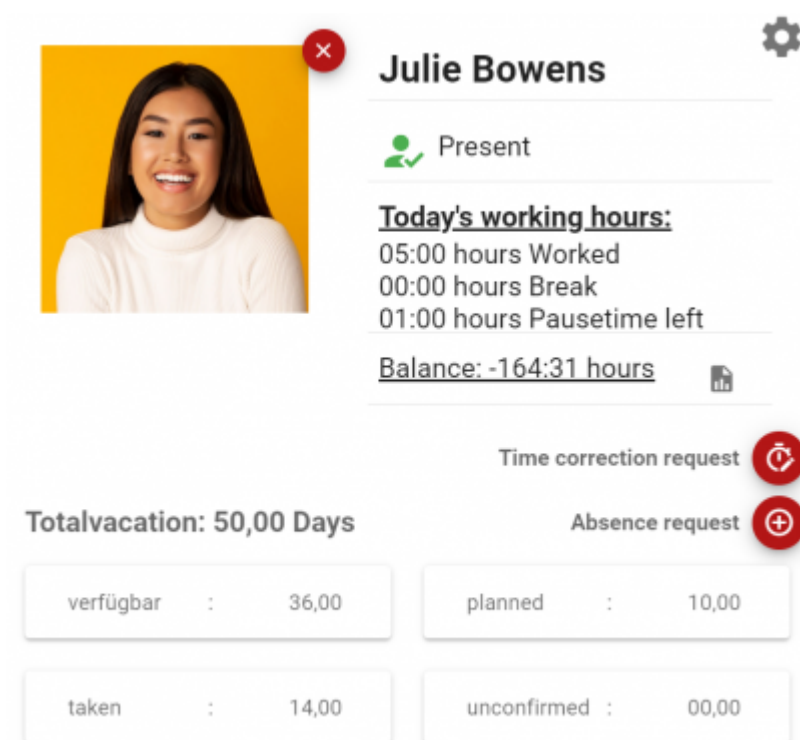 Julie Bowens
Present
Today's working hours:
05:00 hours Worked
00:00 hours Break
01:00 hours Pausetime left
Balance: -164:31 hours
Time correction request
Totalvacation: 50,00 Days
Absence request
verfügbar : 36,00
planned : 10,00
taken : 14,00
unconfirmed : 00,00